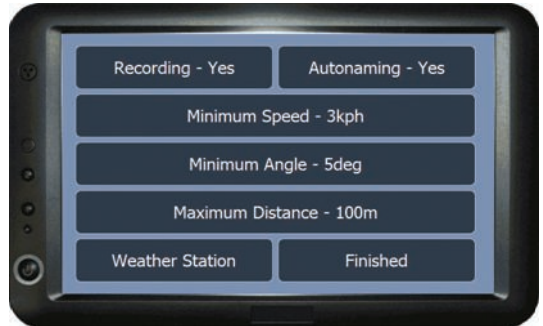 Recording - Yes
Autonaming - Yes
Minimum Speed - 3kph
Minimum Angle - 5deg
Maximum Distance - 100m
Weather Station
Finished